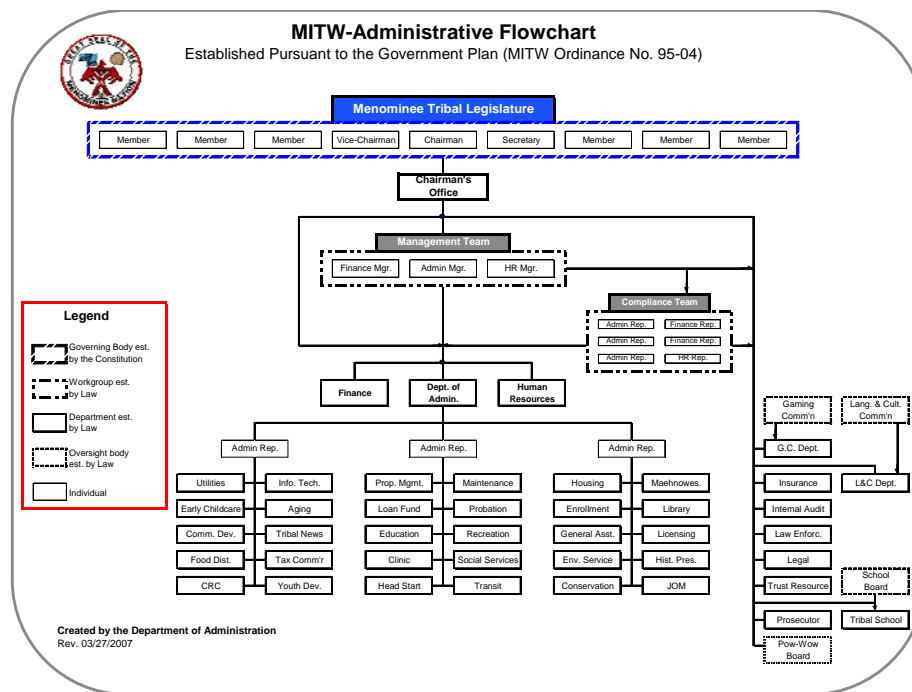 MITW-Administrative Flowchart
Established Pursuant to the Government Plan (MITW Ordinance No. 95-04)
GREAT SEAL OF THE
MENOMINEE NATION
Menominee Tribal Legislature
Member
Member
Member
Vice-Chairman
Chairman
Secretary
Member
Member
Member
Chairman's
Office
Management Team
Finance Mgr.
Admin Mgr.
HR Mgr.
Compliance Team
Admin Rep.
Finance Rep.
Admin Rep.
Finance Rep.
Admin Rep.
HR Rep.
Legend
Governing Body est.
by the Constitution
Workgroup est.
by Law
Department est.
by Law
Oversight body
est. by Law
Individual
Finance
Dept. of
Admin.
Human
Resources
Gaming
Comm'n
Lang. & Cult.
Comm'n
Admin Rep.
Admin Rep.
Admin Rep.
G.C. Dept.
Utilities
Info. Tech.
Prop. Mgmt.
Maintenance
Housing
Maehnowes.
Insurance
L&C Dept.
Early Childcare
Aging
Loan Fund
Probation
Enrollment
Library
Internal Audit
Comm. Dev.
Tribal News
Education
Recreation
General Asst.
Licensing
Law Enforc.
Food Dist.
Tax Comm'r
Clinic
Social Services
Env. Service
Hist. Pres.
Legal
CRC
Youth Dev.
Head Start
Transit
Conservation
JOM
Trust Resource
School
Board
Prosecutor
Tribal School
Pow-Wow
Board
Created by the Department of Administration
Rev. 03/27/2007